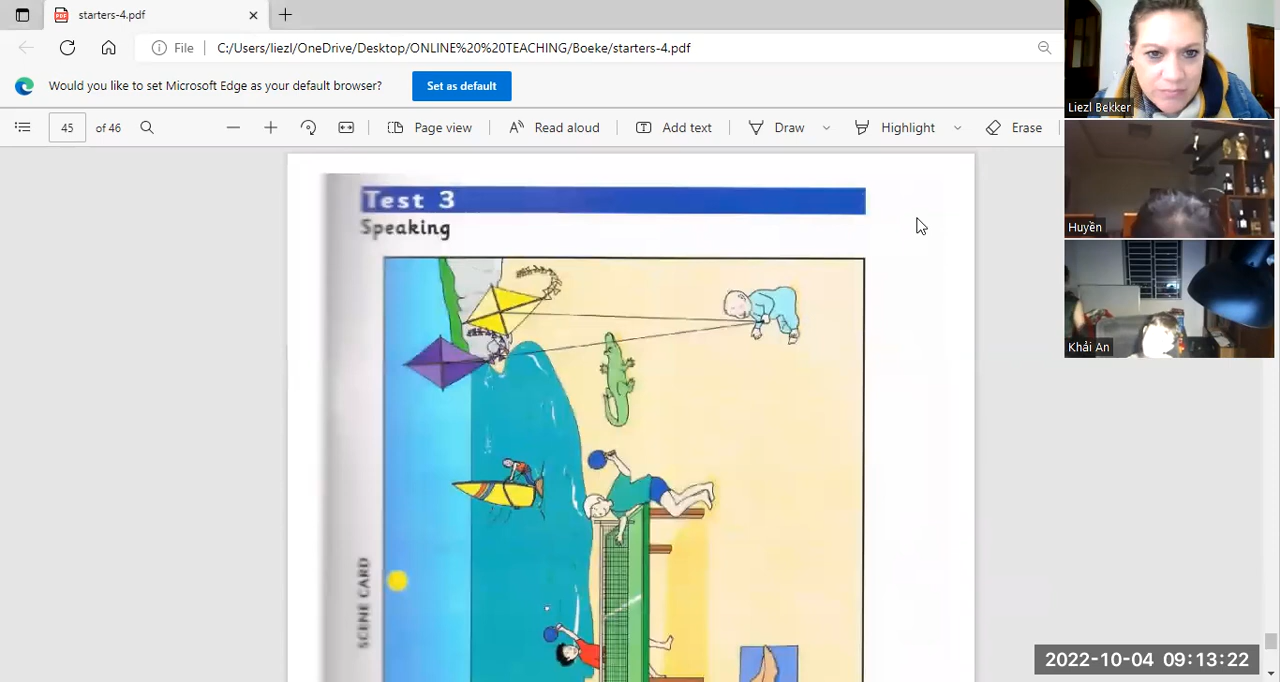 starters-4.pdf
File C:/Users/liezl/OneDrive/Desktop/ONLINE%20%20TEACHING/Boeke/starters-4.pdf
Would you like to set Microsoft Edge as your default browser? Set as default
45 of 46 Page view Read aloud Add text Draw Highlight Erase
Test 3
Speaking
SCENE CARD
Liezl Bekker
Huyền
Khải An
2022-10-04 09:13:22